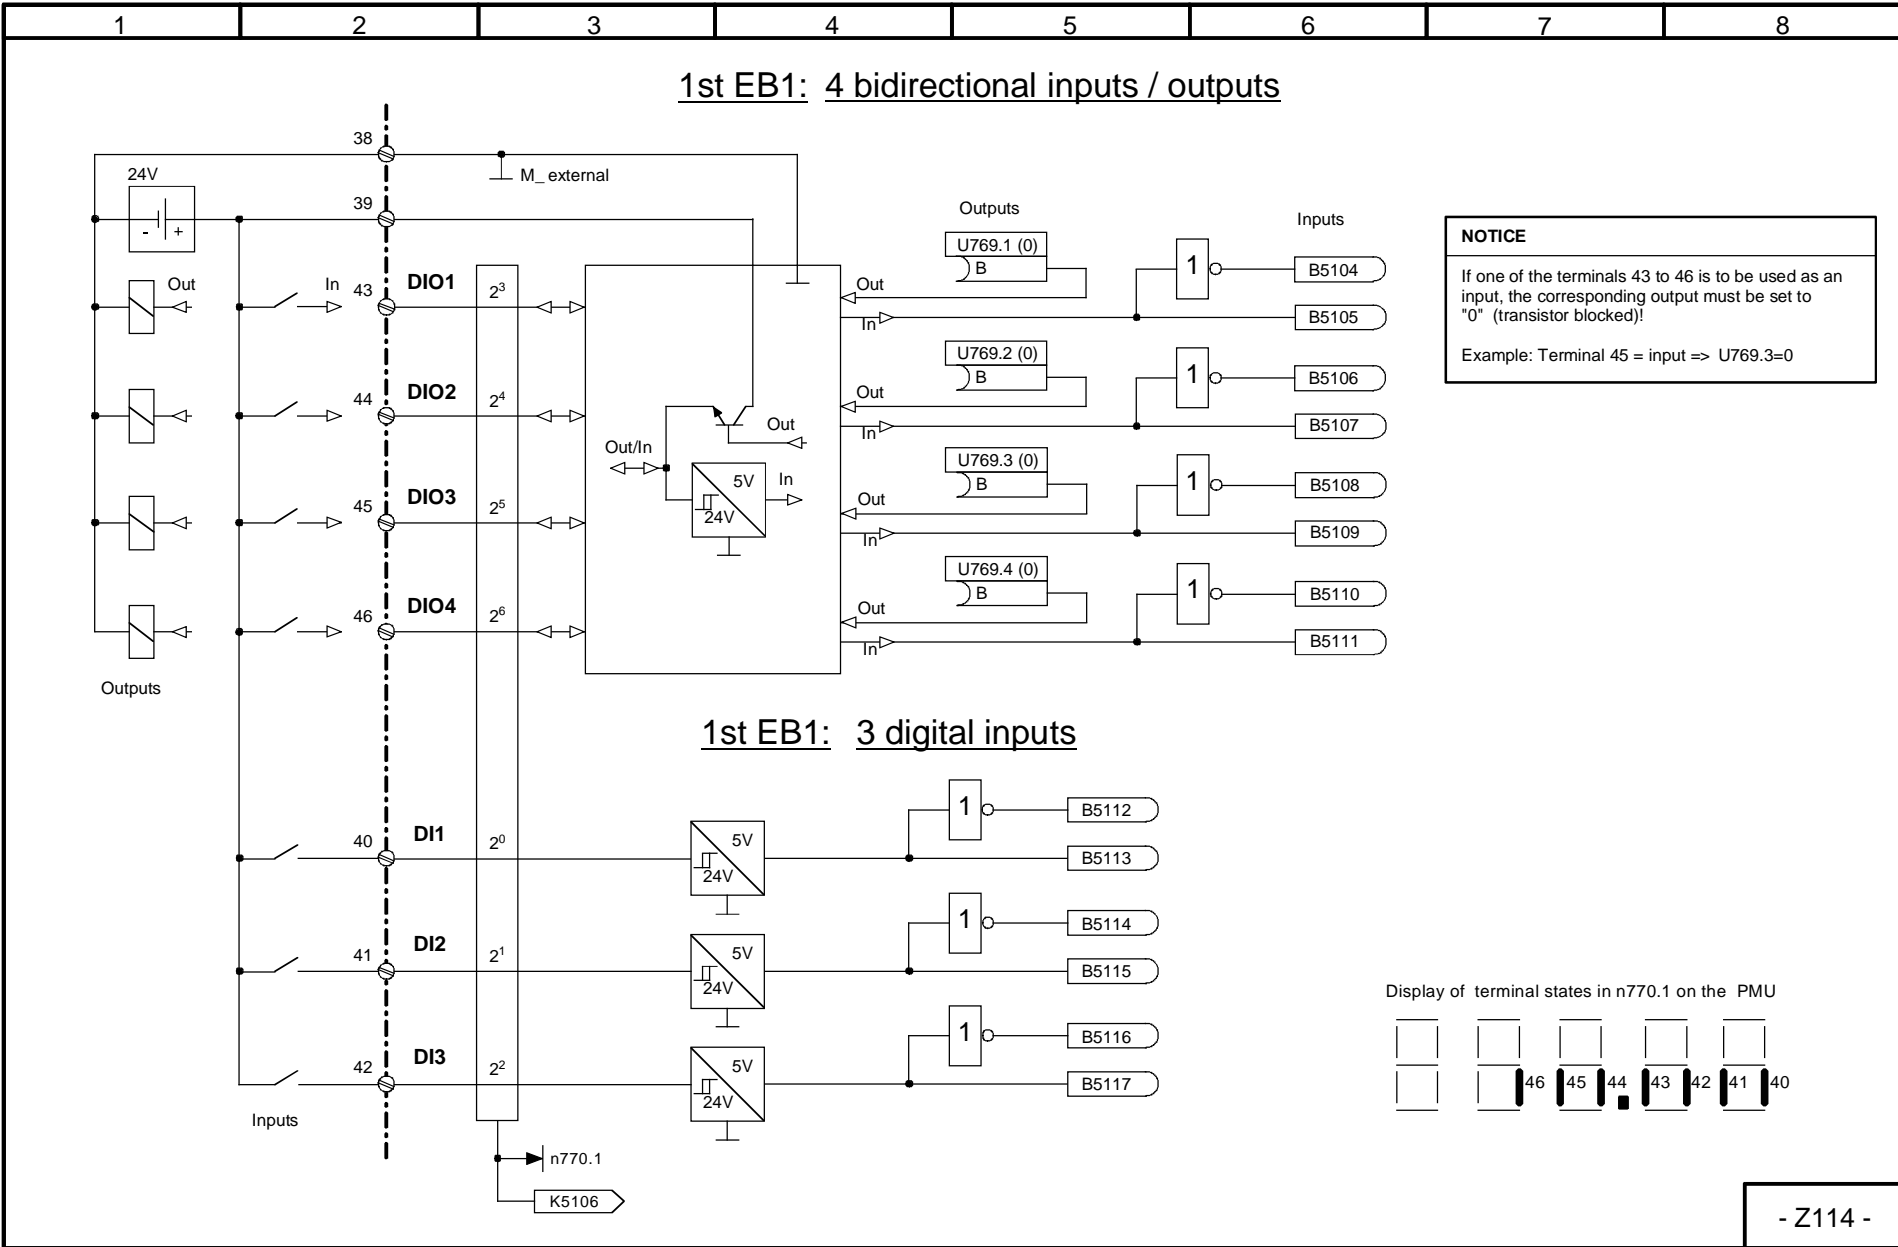 1 2 3 4 5 6 7 8
1st EB1: 4 bidirectional inputs / outputs
38
M_ external
24V
- +
39
Outputs
Inputs
Out
In
43
DIO1
2³
Out
In
U769.1 (0)
B
1
B5104
B5105
44
DIO2
2⁴
Out
In
U769.2 (0)
B
1
B5106
B5107
Out/In
Out
5V
24V
In
45
DIO3
2⁵
Out
In
U769.3 (0)
B
1
B5108
B5109
46
DIO4
2⁶
Out
In
U769.4 (0)
B
1
B5110
B5111
Outputs
NOTICE
If one of the terminals 43 to 46 is to be used as an
input, the corresponding output must be set to
"0" (transistor blocked)!
Example: Terminal 45 = input => U769.3=0
1st EB1: 3 digital inputs
40
DI1
2⁰
5V
24V
1
B5112
B5113
41
DI2
2¹
5V
24V
1
B5114
B5115
42
DI3
2²
5V
24V
1
B5116
B5117
Inputs
n770.1
K5106
Display of terminal states in n770.1 on the PMU
46 45 44 43 42 41 40
- Z114 -